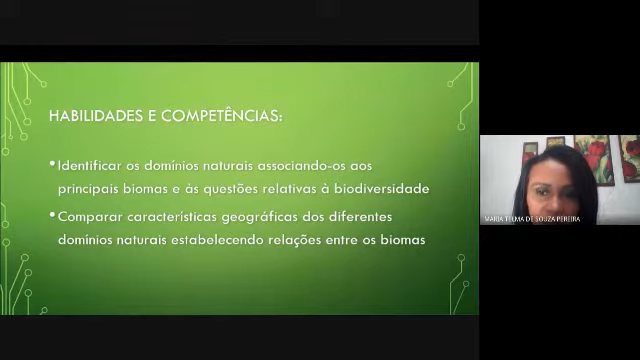 HABILIDADES E COMPETÊNCIAS:
•Identificar os domínios naturais associando-os aos
principais biomas e ás questões relativas à biodiversidade
•Comparar características geográficas dos diferentes
domínios naturais estabelecendo relações entre os biomas
MARIA TELMA DE SOUZA PEREIRA